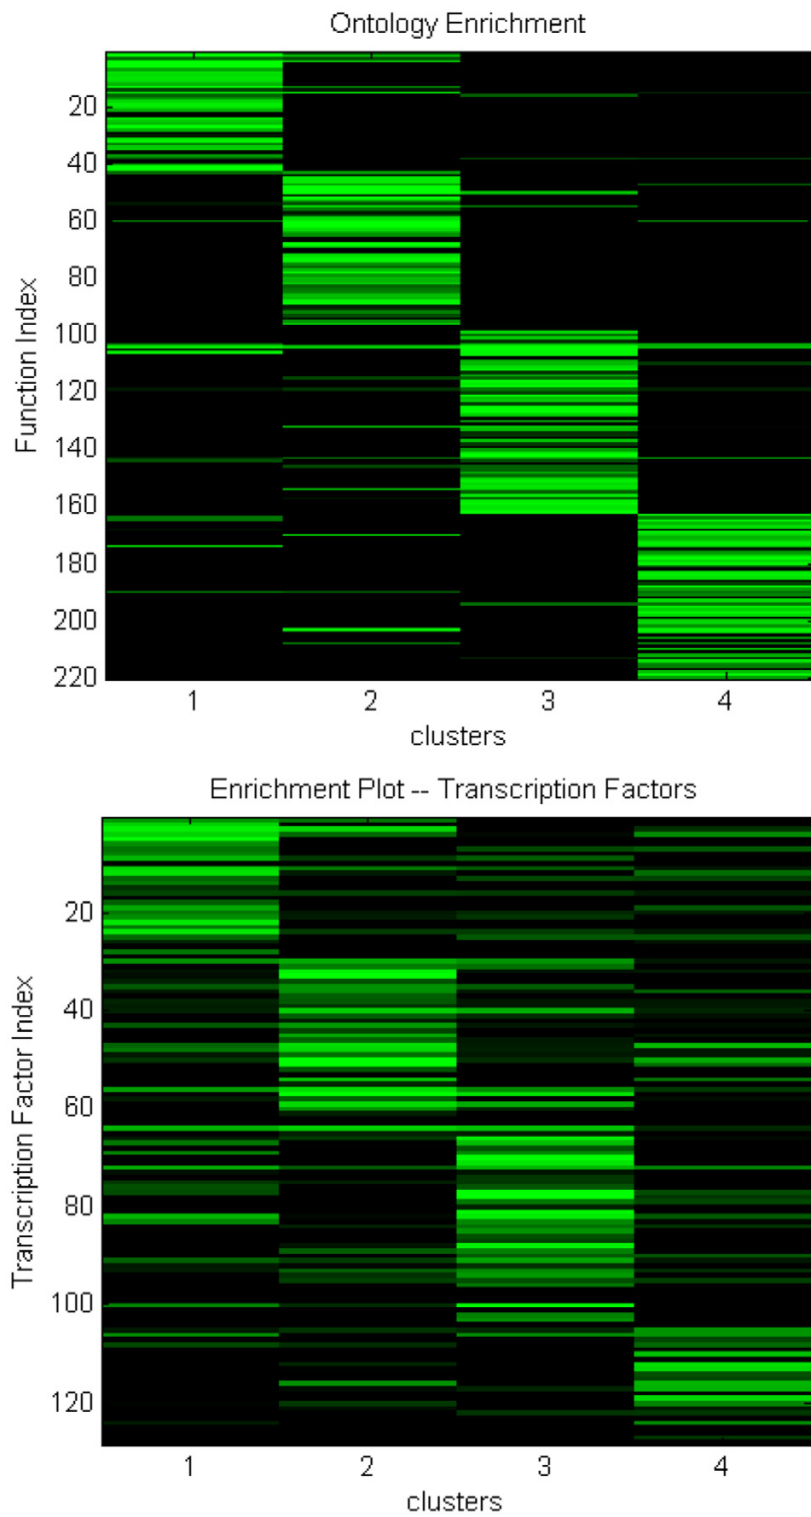 Ontology Enrichment
20
40
60
80
100
120
140
160
180
200
220
Function Index
1 2 3 4
clusters
Enrichment Plot -- Transcription Factors
20
40
60
80
100
120
Transcription Factor Index
1 2 3 4
clusters